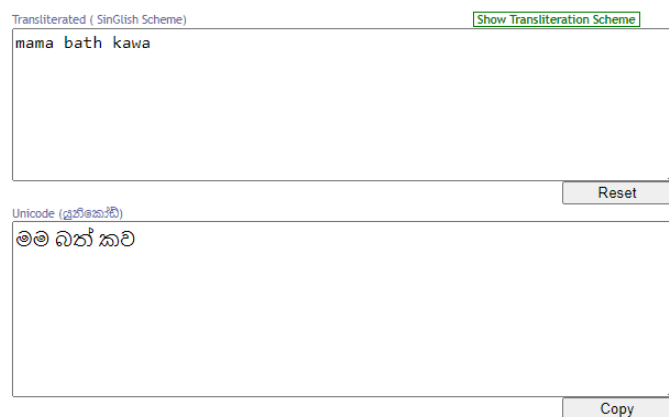 Transliterated ( SinGlish Scheme)
Show Transliteration Scheme
mama bath kawa
Reset
Unicode (යුනිකෝඩ්)
මම බත් කව
Copy